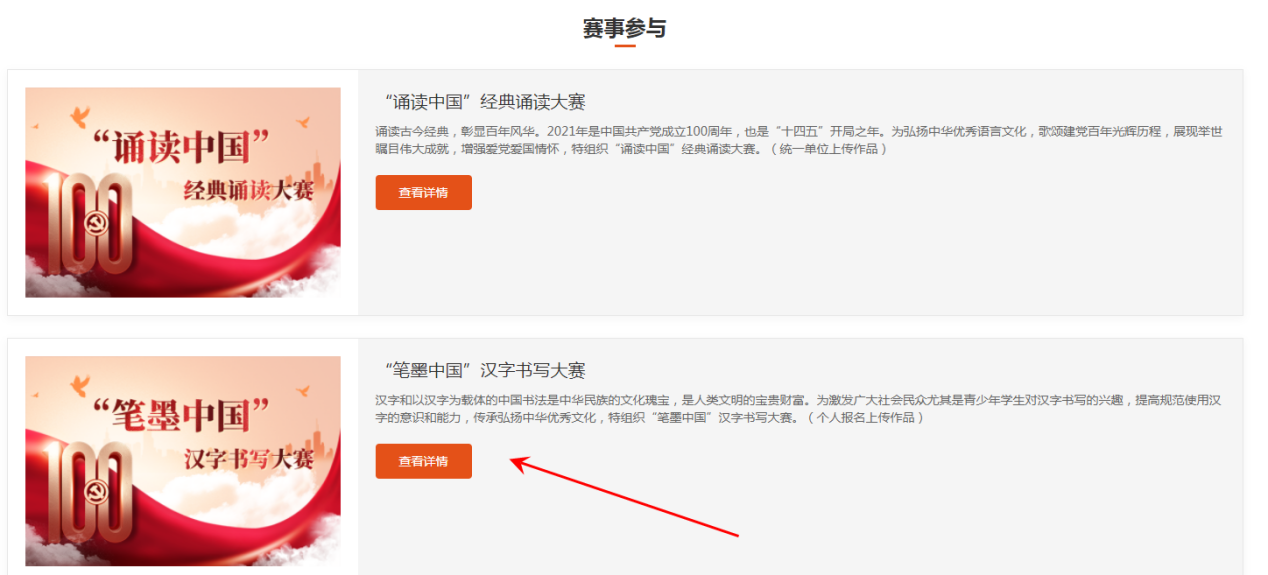 赛事参与
“诵读中国”
经典诵读大赛
100
“诵读中国”经典诵读大赛
诵读古今经典，彰显百年风华。2021年是中国共产党成立100周年，也是“十四五”开局之年。为弘扬中华优秀语言文化，歌颂建党百年光辉历程，展现举世
瞩目伟大成就，增强爱党爱国情怀，特组织“诵读中国”经典诵读大赛。（统一单位上传作品）
查看详情
“笔墨中国”
汉字书写大赛
100
“笔墨中国”汉字书写大赛
汉字和以汉字为载体的中国书法是中华民族的文化瑰宝，是人类文明的宝贵财富。为激发广大社会民众尤其是青少年学生对汉字书写的兴趣，提高规范使用汉
字的意识和能力，传承弘扬中华优秀文化，特组织“笔墨中国”汉字书写大赛。（个人报名上传作品）
查看详情